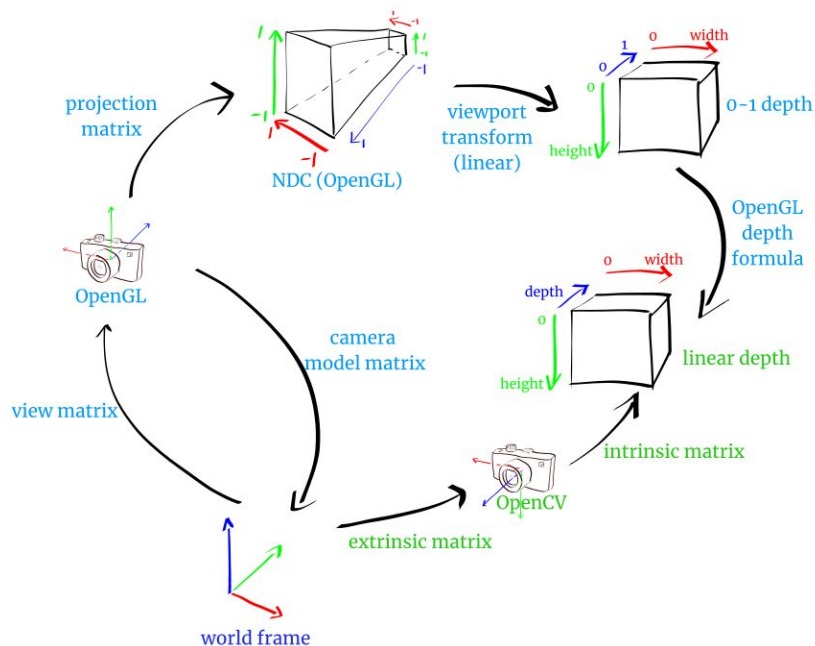 1
1
-1
1
-1
-1
1
-1
1
-1
NDC (OpenGL)
projection
matrix
viewport
transform
(linear)
0
width
1
0
0
height
0-1 depth
OpenGL
depth
formula
OpenGL
camera
model matrix
view matrix
0
width
depth
0
height
linear depth
intrinsic matrix
OpenCV
extrinsic matrix
world frame